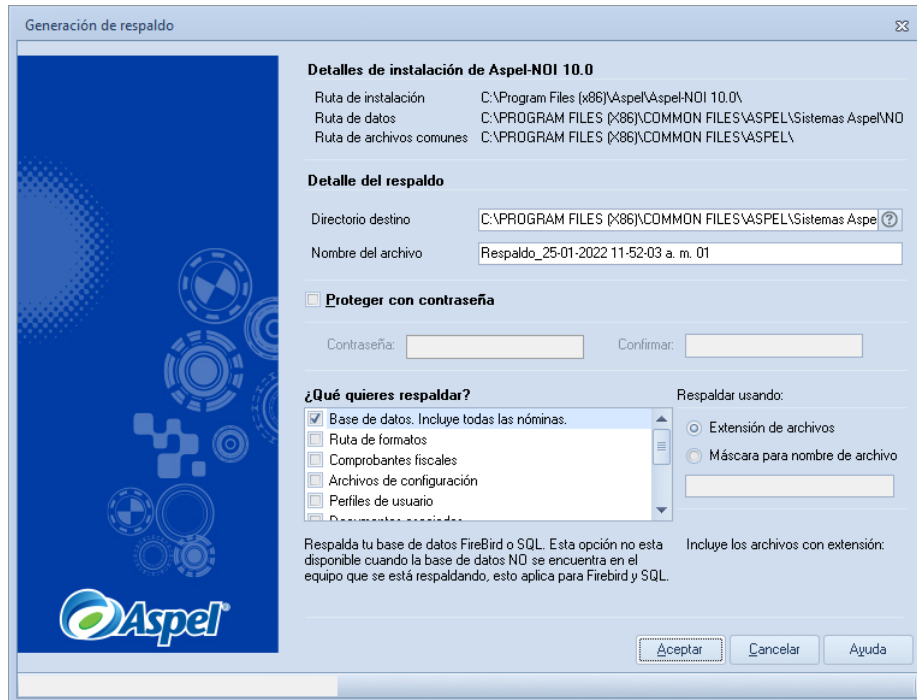 Generación de respaldo
Detalles de instalación de Aspel-NOI 10.0
Ruta de instalación C:\Program Files (x86)\Aspel\Aspel-NOI 10.0\
Ruta de datos C:\PROGRAM FILES (X86)\COMMON FILES\ASPEL\Sistemas Aspel\NO
Ruta de archivos comunes C:\PROGRAM FILES (X86)\COMMON FILES\ASPEL\
Detalle del respaldo
Directorio destino C:\PROGRAM FILES (X86)\COMMON FILES\ASPEL\Sistemas Aspe
Nombre del archivo Respaldo_25-01-2022 11-52-03 a. m. 01
Proteger con contraseña
Contraseña: Confirmar:
¿Qué quieres respaldar? Respaldar usando:
Base de datos. Incluye todas las nóminas.
Ruta de formatos Extensión de archivos
Comprobantes fiscales Máscara para nombre de archivo
Archivos de configuración
Perfiles de usuario
Documentos asociados
Respalda tu base de datos FireBird o SQL. Esta opción no esta Incluye los archivos con extensión:
disponible cuando la base de datos NO se encuentra en el
equipo que se está respaldando, esto aplica para Firebird y SQL.
Aspel®
Aceptar Cancelar Ayuda